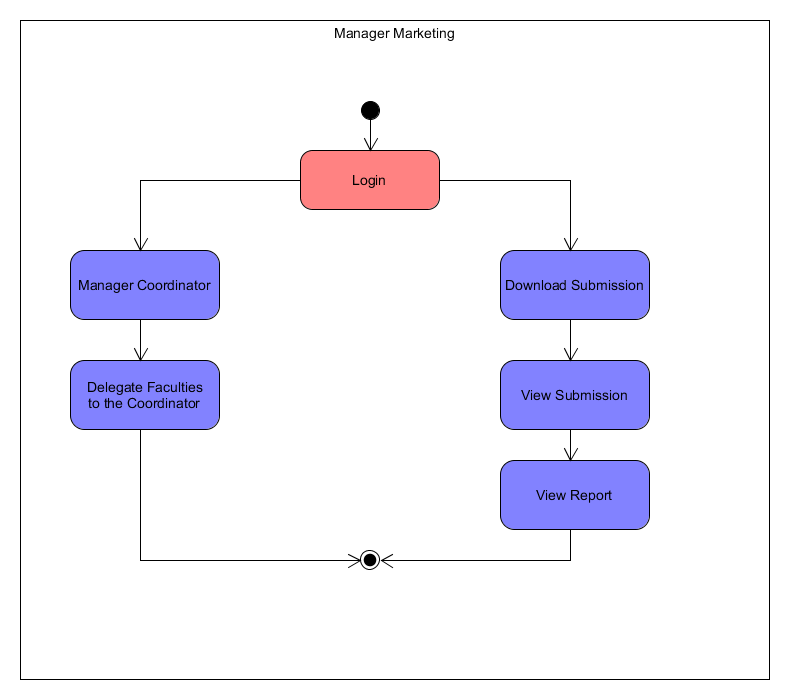 Manager Marketing
Login
Manager Coordinator
Download Submission
Delegate Faculties
to the Coordinator
View Submission
View Report